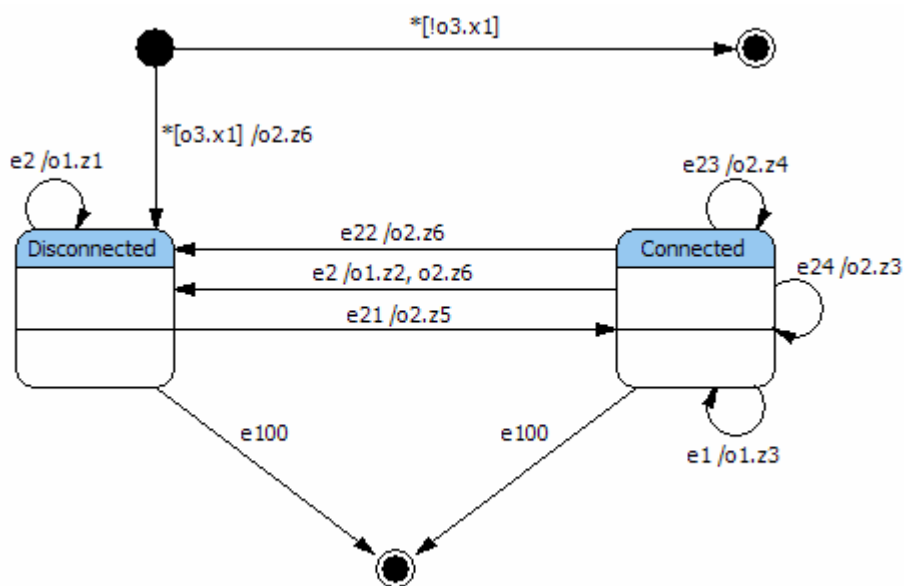 *[!o3.x1]
*[o3.x1] /o2.z6
e2 /o1.z1
e23 /o2.z4
Disconnected
e22 /o2.z6
Connected
e2 /o1.z2, o2.z6
e24 /o2.z3
e21 /o2.z5
e100
e100
e1 /o1.z3